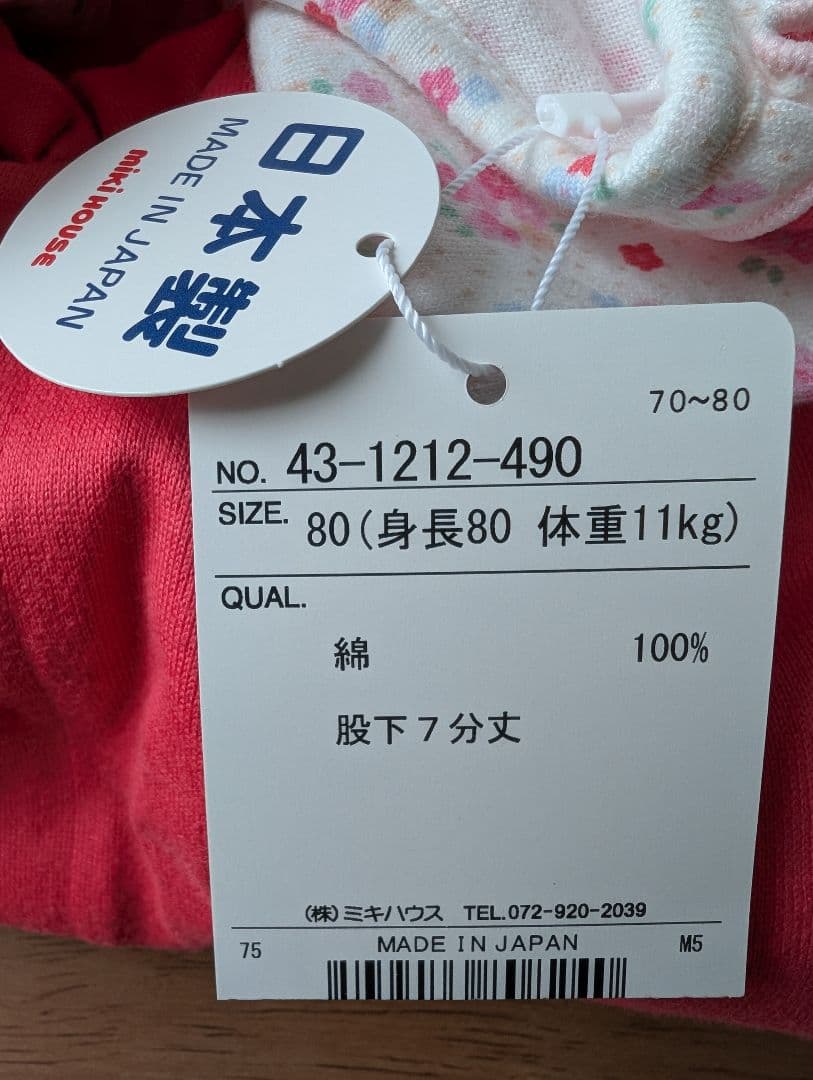 日本製
MADE IN JAPAN
miki HOUSE
70~80
NO. 43-1212-490
SIZE. 80(身長80 体重11kg)
QUAL.
綿 100%
股下7分丈
(株)ミキハウス TEL.072-920-2039
75 MADE IN JAPAN M5